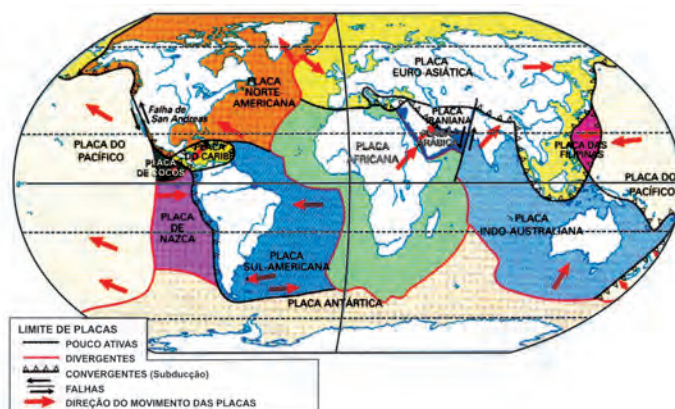 PLACA
EURO-ASIÁTICA
PLACA
NORTE
AMERICANA
Falha de
San Andreas
PLACA
IRANIANA
PLACA DO
PACÍFICO
PLACA
DO CARIBE
PLACA
DE COCOS
PLACA
AFRICANA
ARÁBICA
PLACA DAS
FILIPINAS
PLACA DO
PACÍFICO
PLACA
DE
NAZCA
PLACA
SUL-AMERICANA
PLACA
INDO-AUSTRALIANA
PLACA ANTÁRTICA
LIMITE DE PLACAS
POUCO ATIVAS
DIVERGENTES
CONVERGENTES (Subducção)
FALHAS
DIREÇÃO DO MOVIMENTO DAS PLACAS